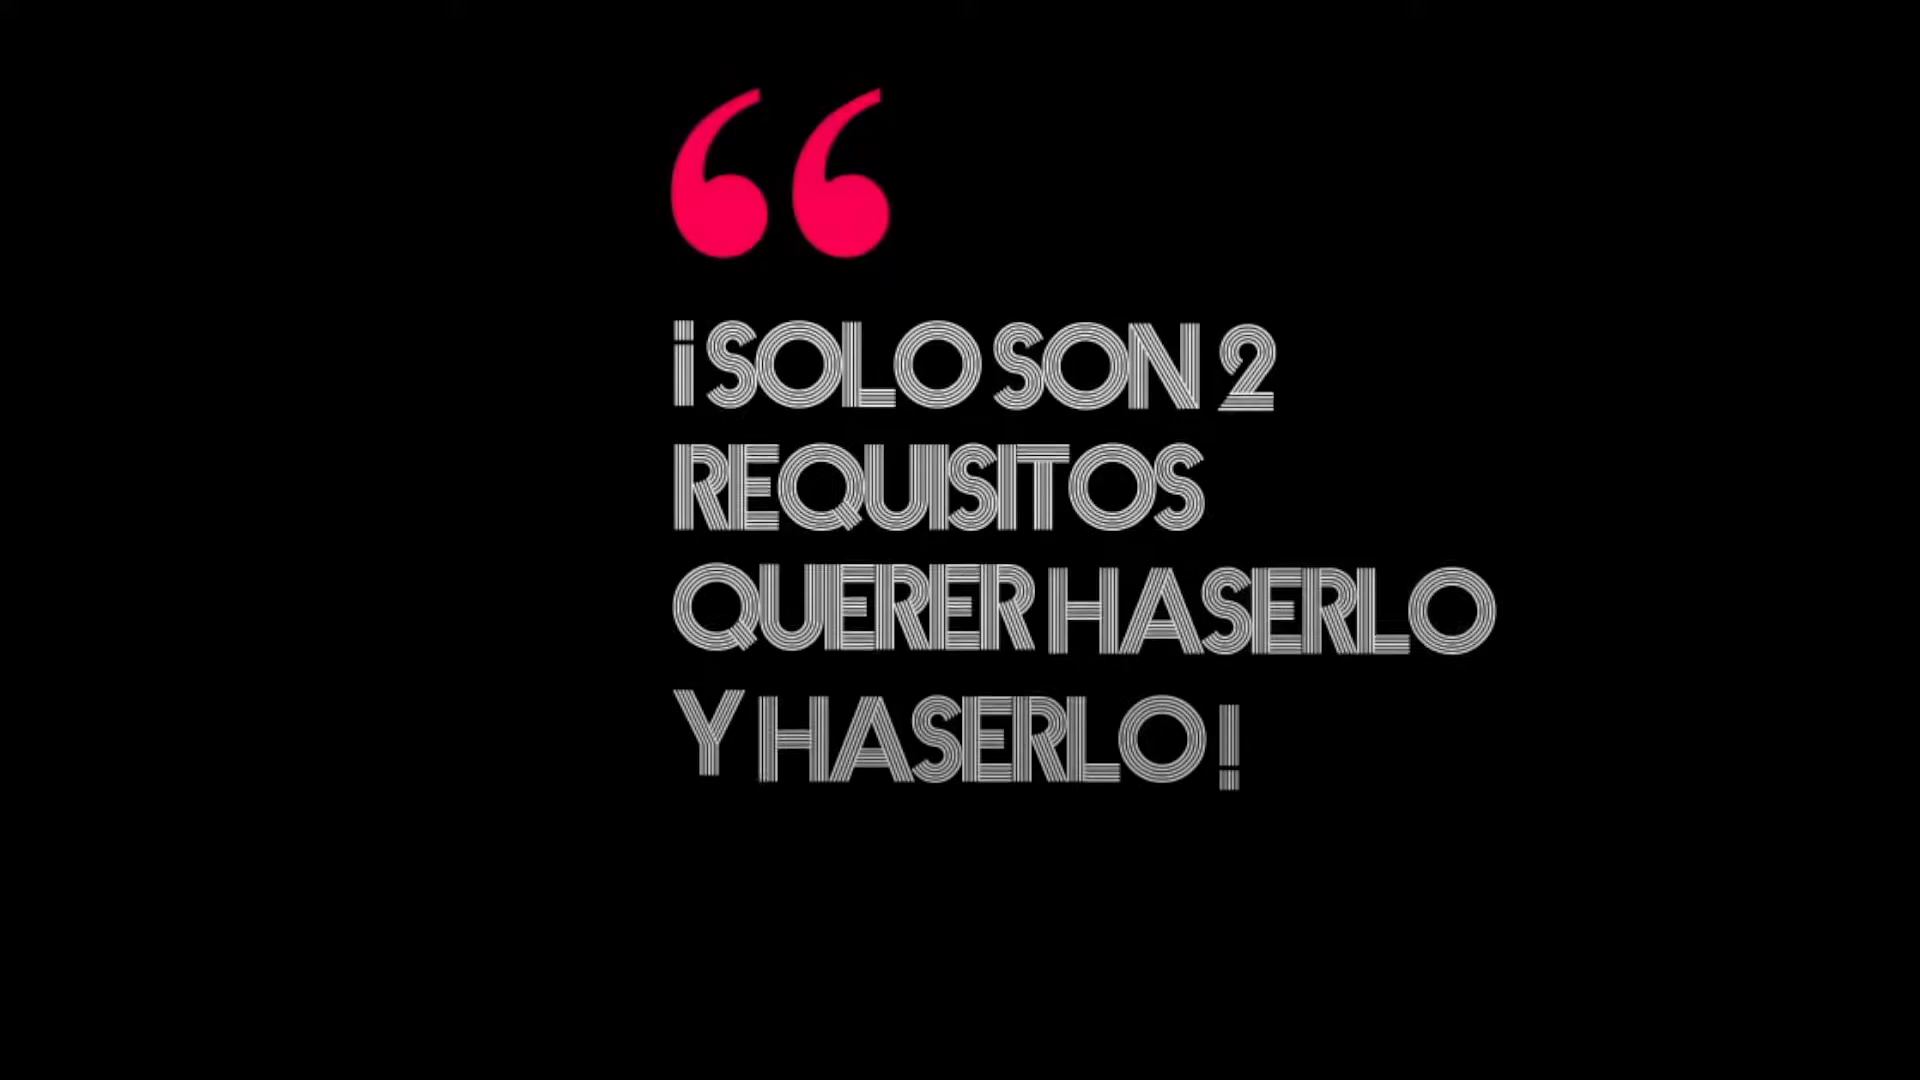 “
¡SOLO SON 2
REQUISITOS
QUERER HASERLO
Y HASERLO!